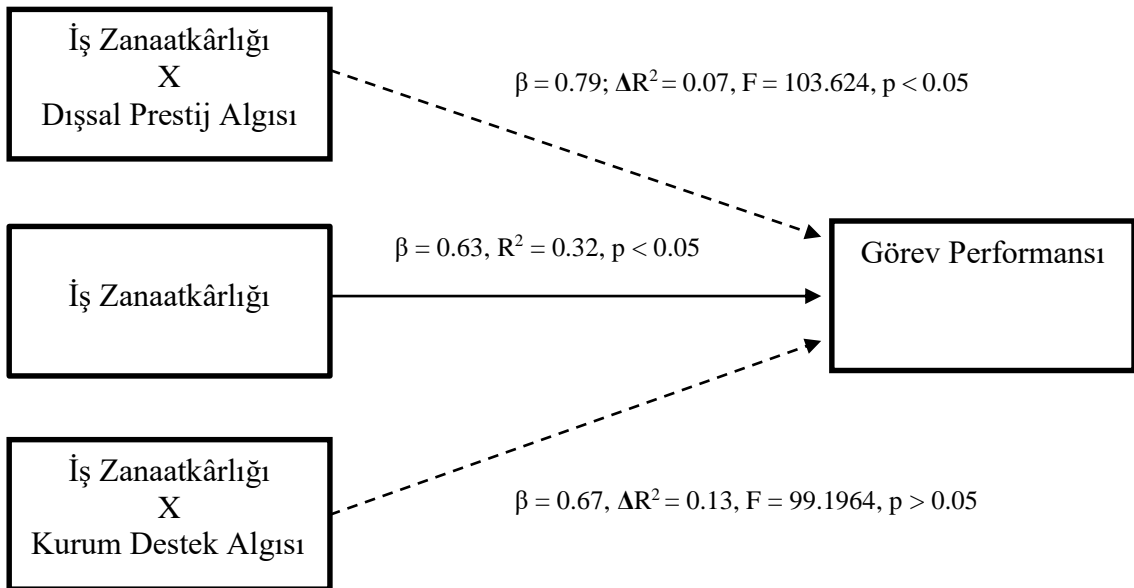 İş Zanaatkârlığı
X
Dışsal Prestij Algısı
β = 0.79; ΔR² = 0.07, F = 103.624, p < 0.05
İş Zanaatkârlığı
β = 0.63, R² = 0.32, p < 0.05
Görev Performansı
İş Zanaatkârlığı
X
Kurum Destek Algısı
β = 0.67, ΔR² = 0.13, F = 99.1964, p > 0.05